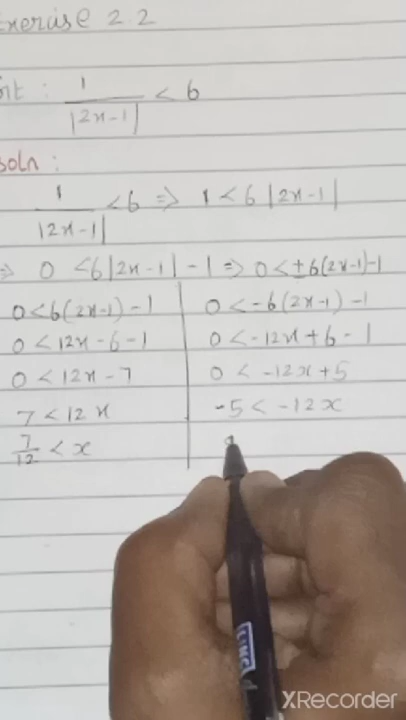 Exercise 2.2
1/|2x-1| < 6
Soln :
1/|2x-1| < 6 ⇒ 1 < 6 |2x-1|
⇒ 0 < 6|2x-1| - 1 ⇒ 0 < ±6(2x-1)-1
0 < 6(2x-1) - 1
0 < 12x - 6 - 1
0 < 12x - 7
7 < 12x
7/12 < x
0 < -6(2x-1) - 1
0 < -12x + 6 - 1
0 < -12x + 5
-5 < -12x
LINC
XRecorder